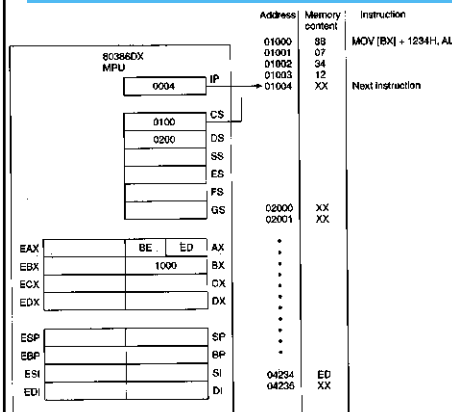 Address Memory content Instruction
01000 88 MOV [BX] + 1234H, AL
01001 07
01002 34
01003 12
01004 XX Next instruction
80386DX
MPU
0004 IP
0100 CS
0200 DS
SS
ES
FS
GS
02000 XX
02001 XX
EAX BE ED AX
EBX 1000 BX
ECX CX
EDX DX
ESP SP
EBP BP
ESI SI
EDI DI
04234 ED
04235 XX